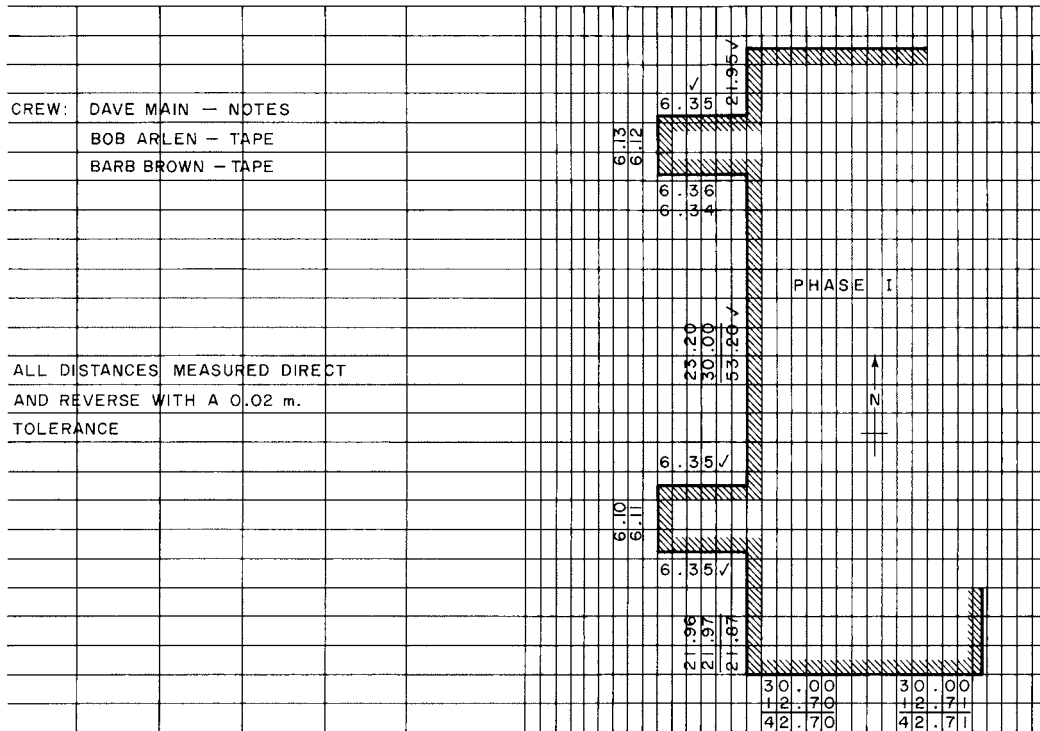 CREW: DAVE MAIN — NOTES
BOB ARLEN — TAPE
BARB BROWN — TAPE
ALL DISTANCES MEASURED DIRECT
AND REVERSE WITH A 0.02 m.
TOLERANCE
21.95 ✓
✓
6.35
6.13
6.12
6.36
6.34
PHASE I
23.20
30.00
53.20 ✓
N
6.35 ✓
6.10
6.11
6.35 ✓
21.96
21.97
21.87
30.00
12.70
42.70
30.00
12.71
42.71